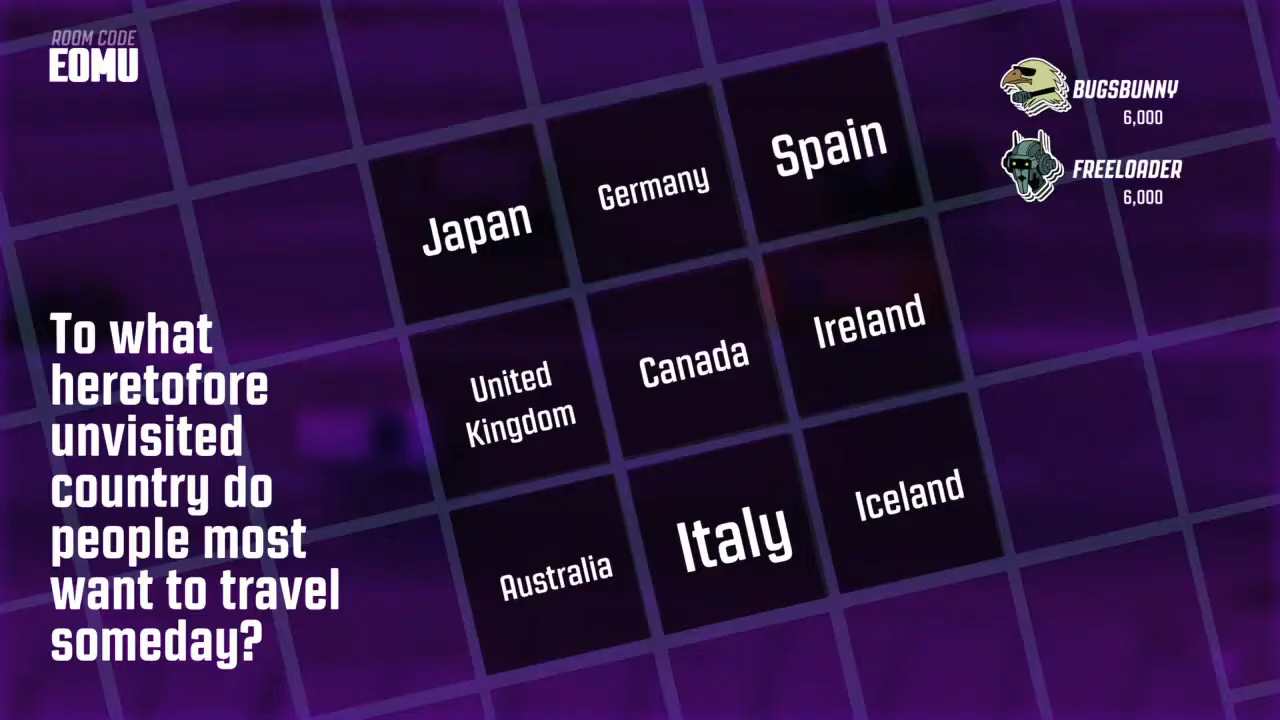 ROOM CODE
EOMU
BUGSBUNNY
6,000
FREELOADER
6,000
To what
heretofore
unvisited
country do
people most
want to travel
someday?
Japan
Germany
Spain
United
Kingdom
Canada
Ireland
Australia
Italy
Iceland